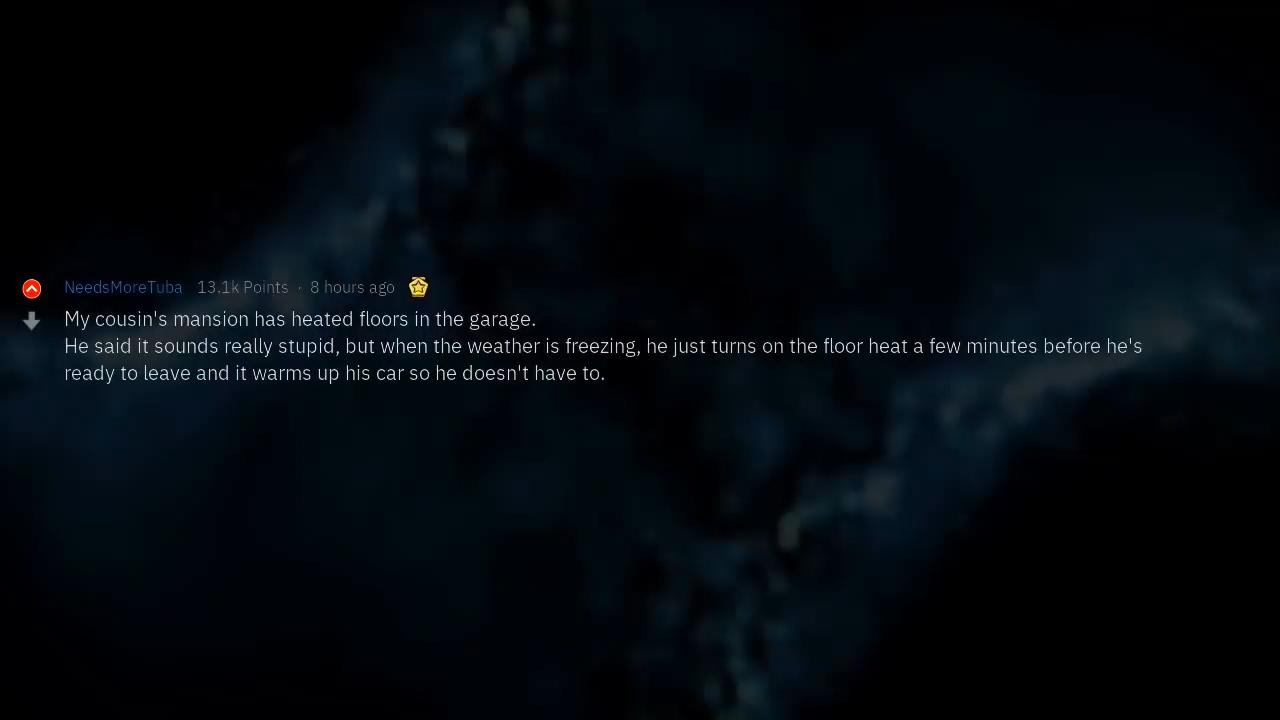 NeedsMoreTuba 13.1k Points · 8 hours ago
My cousin's mansion has heated floors in the garage.
He said it sounds really stupid, but when the weather is freezing, he just turns on the floor heat a few minutes before he's
ready to leave and it warms up his car so he doesn't have to.